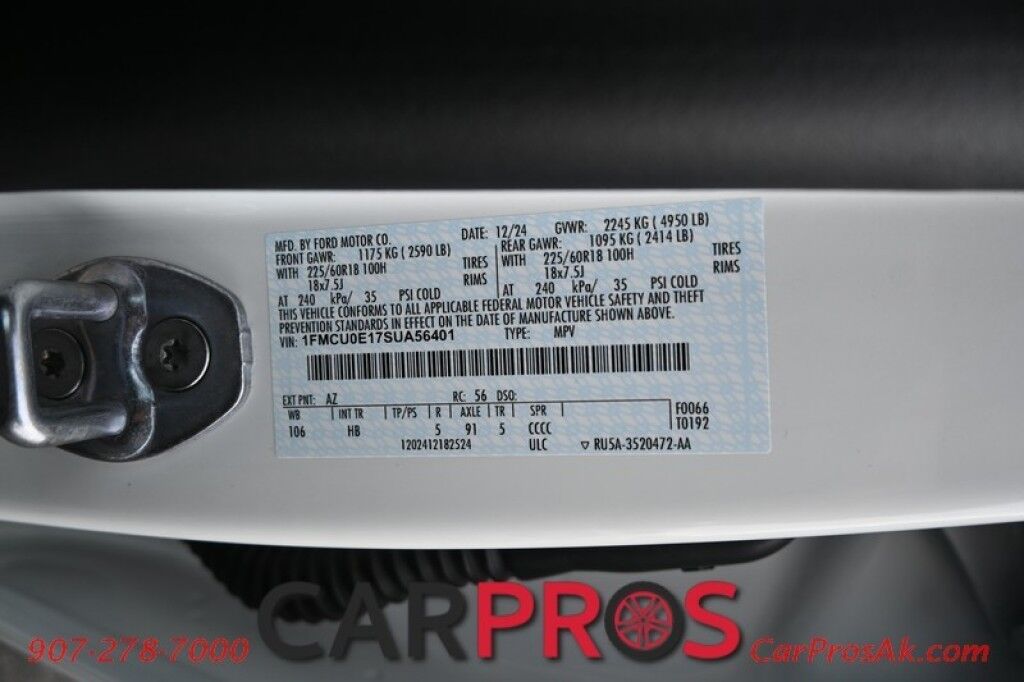 MFD. BY FORD MOTOR CO. DATE: 12/24 GVWR: 2245 KG ( 4950 LB)
FRONT GAWR: 1175 KG ( 2590 LB) REAR GAWR: 1095 KG ( 2414 LB)
WITH 225/60R18 100H TIRES WITH 225/60R18 100H TIRES
18x7.5J RIMS 18x7.5J RIMS
AT 240 kPa/ 35 PSI COLD AT 240 kPa/ 35 PSI COLD
THIS VEHICLE CONFORMS TO ALL APPLICABLE FEDERAL MOTOR VEHICLE SAFETY AND THEFT
PREVENTION STANDARDS IN EFFECT ON THE DATE OF MANUFACTURE SHOWN ABOVE.
VIN: 1FMCU0E17SUA56401 TYPE: MPV
EXT PNT: AZ RC: 56 DSO:
WB INT TR TP/PS R AXLE TR SPR F0066
106 HB 5 91 5 CCCC T0192
1202412182524 ULC ▽ RU5A-3520472-AA
CARPROS
907-278-7000 CarProsAk.com